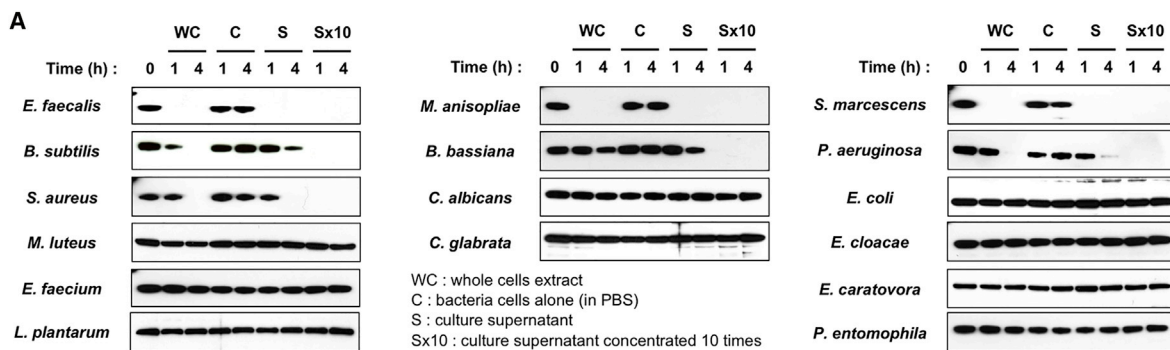 A
WC C S Sx10
Time (h) : 0 1 4 1 4 1 4 1 4
E. faecalis
B. subtilis
S. aureus
M. luteus
E. faecium
L. plantarum
WC C S Sx10
Time (h) : 0 1 4 1 4 1 4 1 4
M. anisopliae
B. bassiana
C. albicans
C. glabrata
WC : whole cells extract
C : bacteria cells alone (in PBS)
S : culture supernatant
Sx10 : culture supernatant concentrated 10 times
WC C S Sx10
Time (h) : 0 1 4 1 4 1 4 1 4
S. marcescens
P. aeruginosa
E. coli
E. cloacae
E. caratovora
P. entomophila